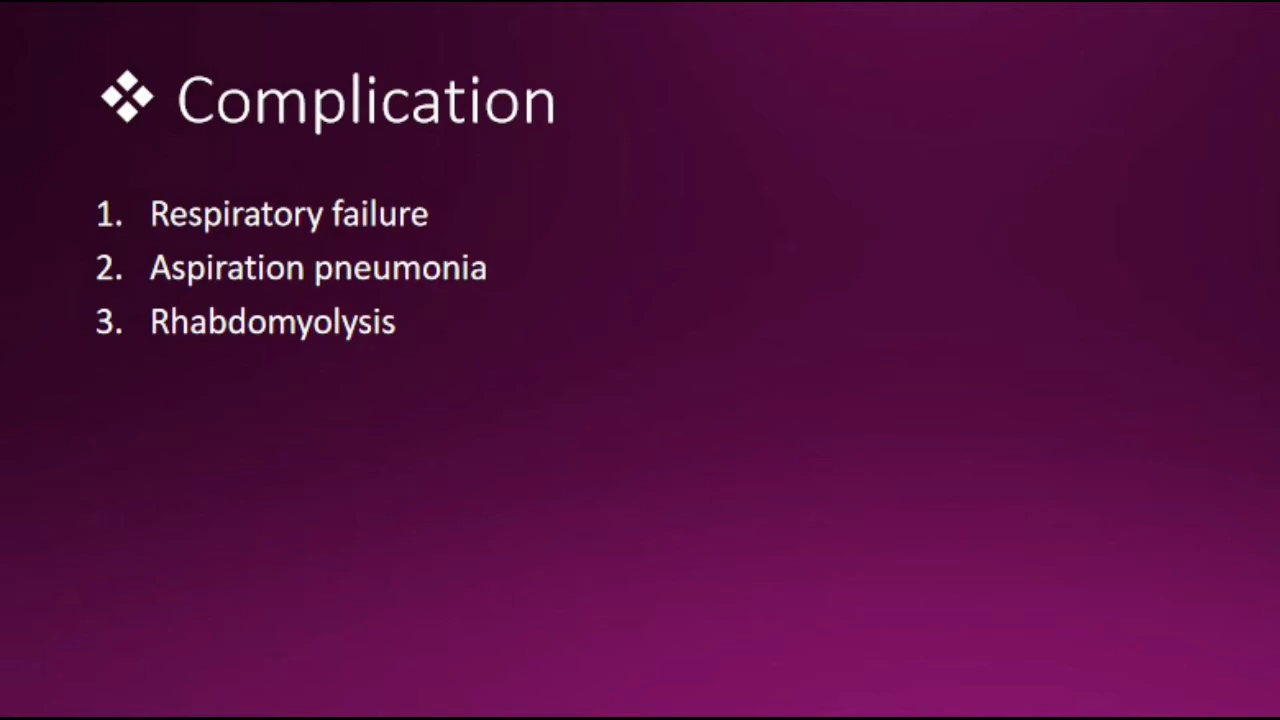 ❖ Complication
1. Respiratory failure
2. Aspiration pneumonia
3. Rhabdomyolysis